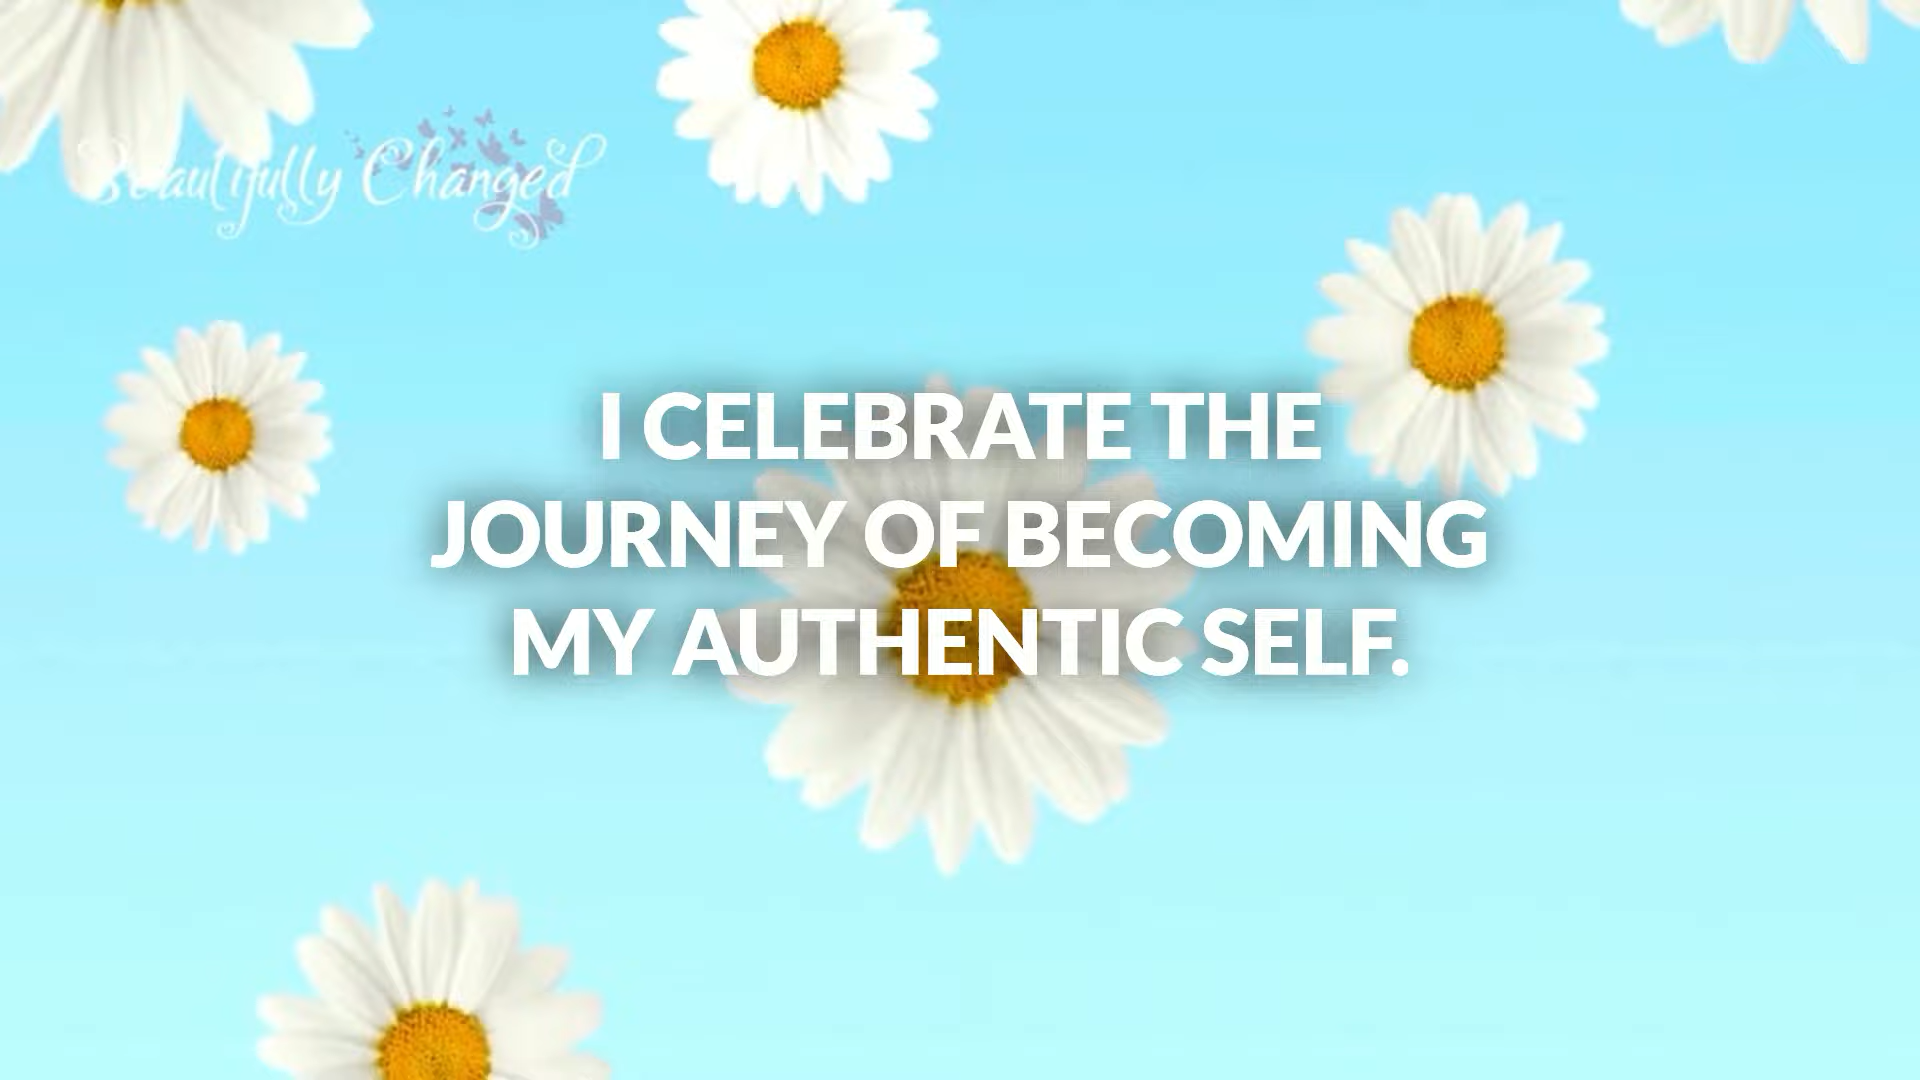 Beautifully Changed
I CELEBRATE THE
JOURNEY OF BECOMING
MY AUTHENTIC SELF.